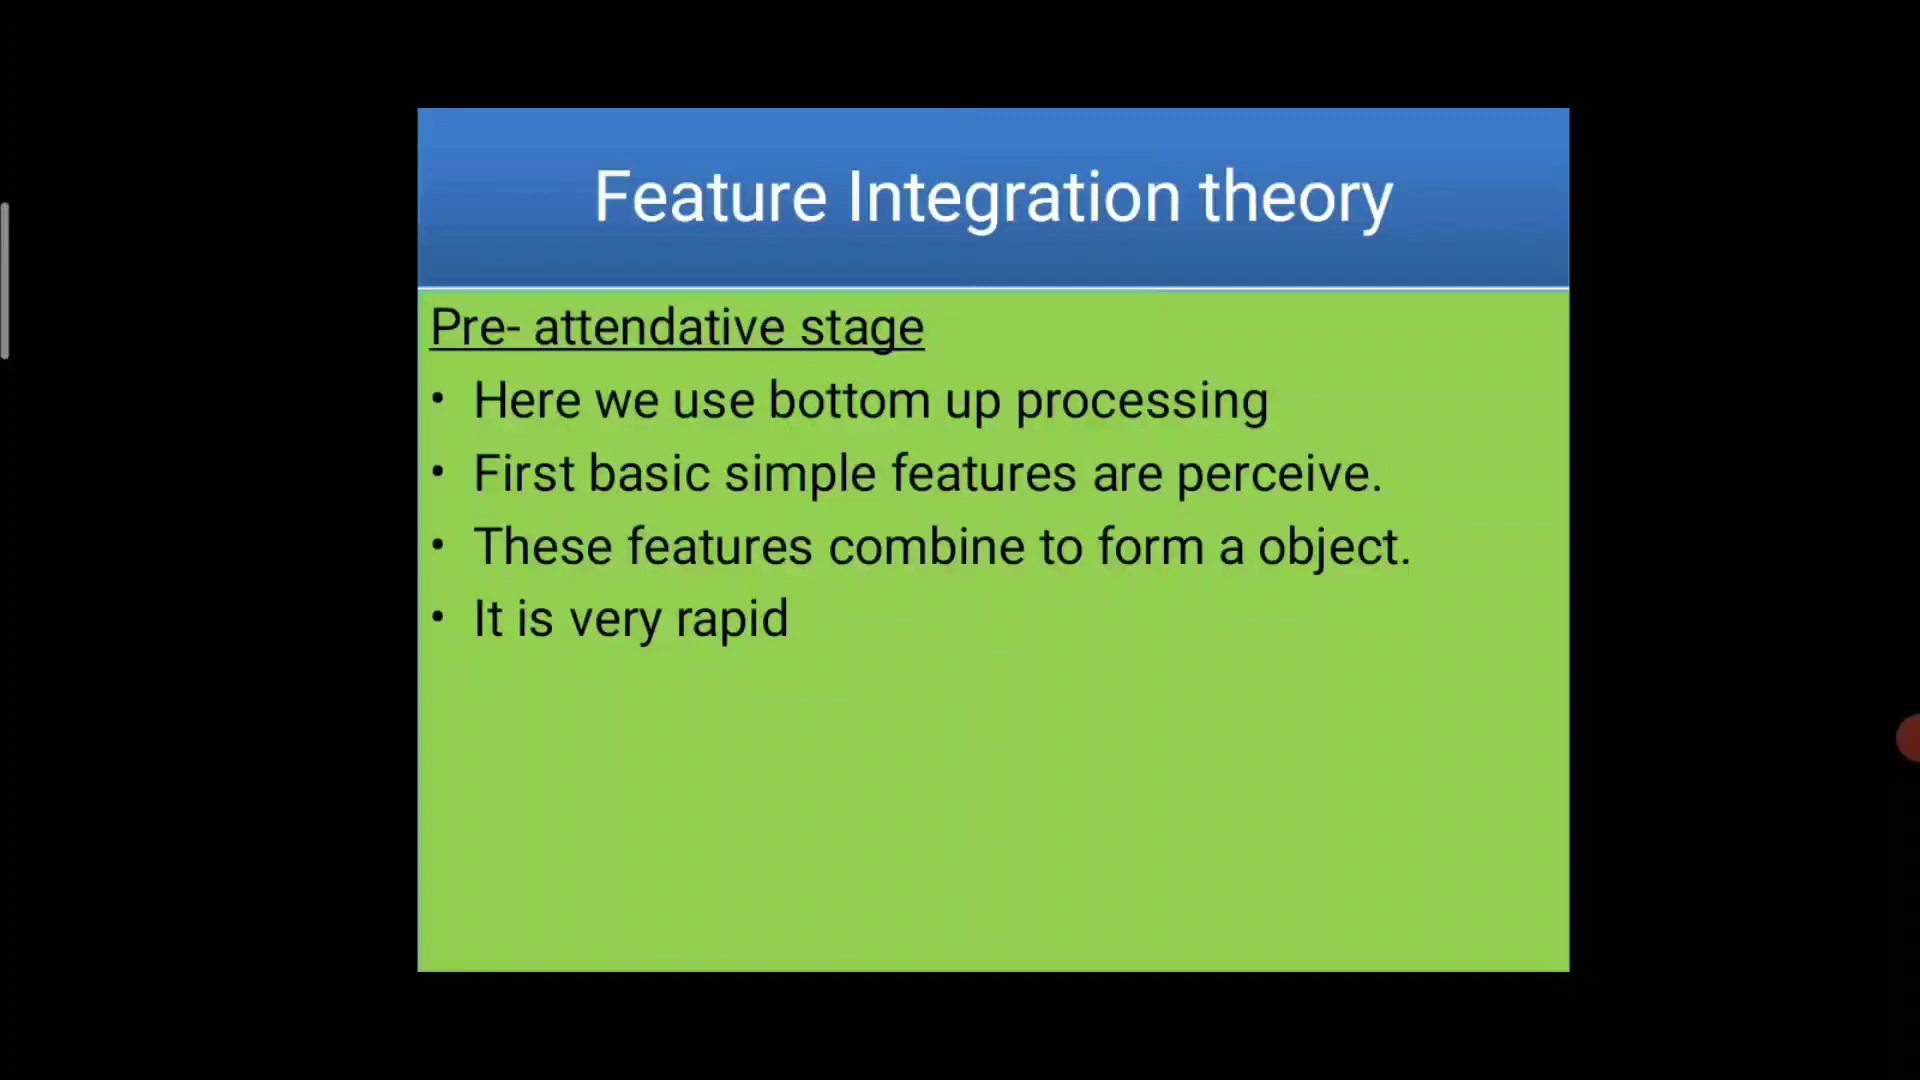 Feature Integration theory
Pre- attendative stage
• Here we use bottom up processing
• First basic simple features are perceive.
• These features combine to form a object.
• It is very rapid